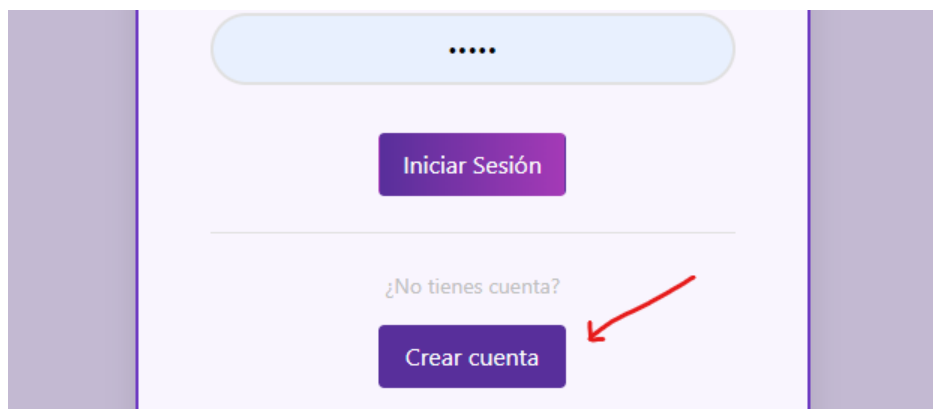 •••••
Iniciar Sesión
¿No tienes cuenta?
Crear cuenta